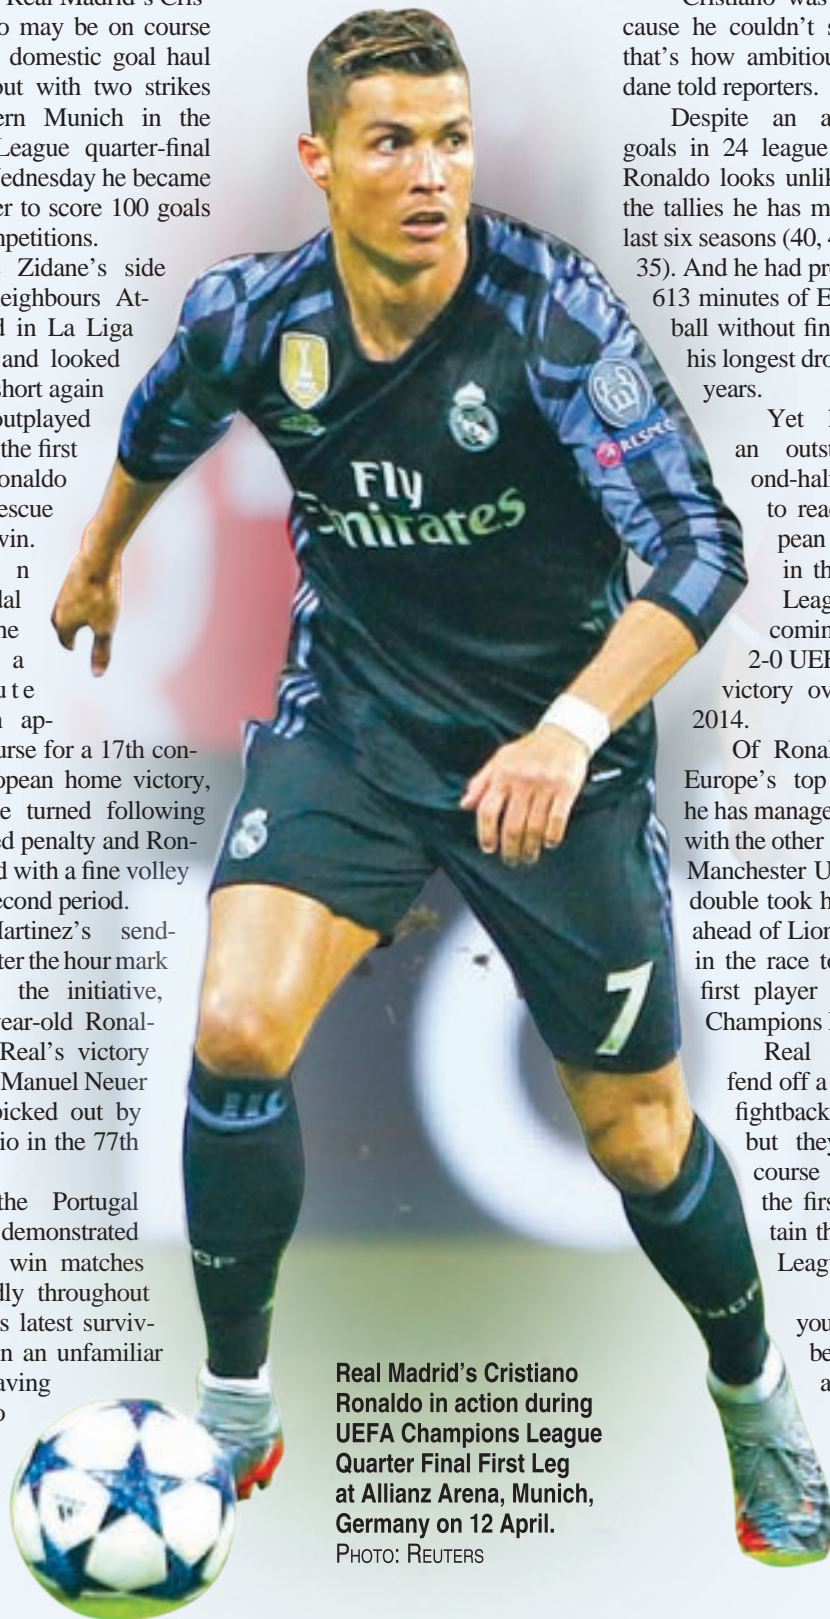 Real Madrid's Cris-
o may be on course
domestic goal haul
but with two strikes
ern Munich in the
League quarter-final
Wednesday he became
er to score 100 goals
mpetitions.
Zidane's side
eighbours At-
d in La Liga
and looked
short again
outplayed
the first
onaldo
escue
win.
n
dal
he
a
ute
n ap-
urse for a 17th con-
opean home victory,
e turned following
ed penalty and Ron-
d with a fine volley
econd period.
Martinez's send-
ter the hour mark
the initiative,
year-old Ronal-
Real's victory
Manuel Neuer
picked out by
io in the 77th
the Portugal
demonstrated
win matches
dly throughout
s latest surviv-
n an unfamiliar
aving
o
Fly
Emirates
RESPECT
7
Real Madrid's Cristiano
Ronaldo in action during
UEFA Champions League
Quarter Final First Leg
at Allianz Arena, Munich,
Germany on 12 April.
PHOTO: REUTERS
Cristiano was
cause he couldn't s
that's how ambitiou
dane told reporters.
Despite an a
goals in 24 league
Ronaldo looks unlik
the tallies he has m
last six seasons (40, 4
35). And he had pre
613 minutes of E
ball without fin
his longest dro
years.
Yet
an outst
ond-half
to reac
pean
in th
Leag
comin
2-0 UEF
victory ov
2014.
Of Ronal
Europe's top
he has manage
with the other
Manchester U
double took h
ahead of Lion
in the race to
first player
Champions
Real
fend off a
fightback
but they
course
the firs
tain th
Leagu
you
be
a